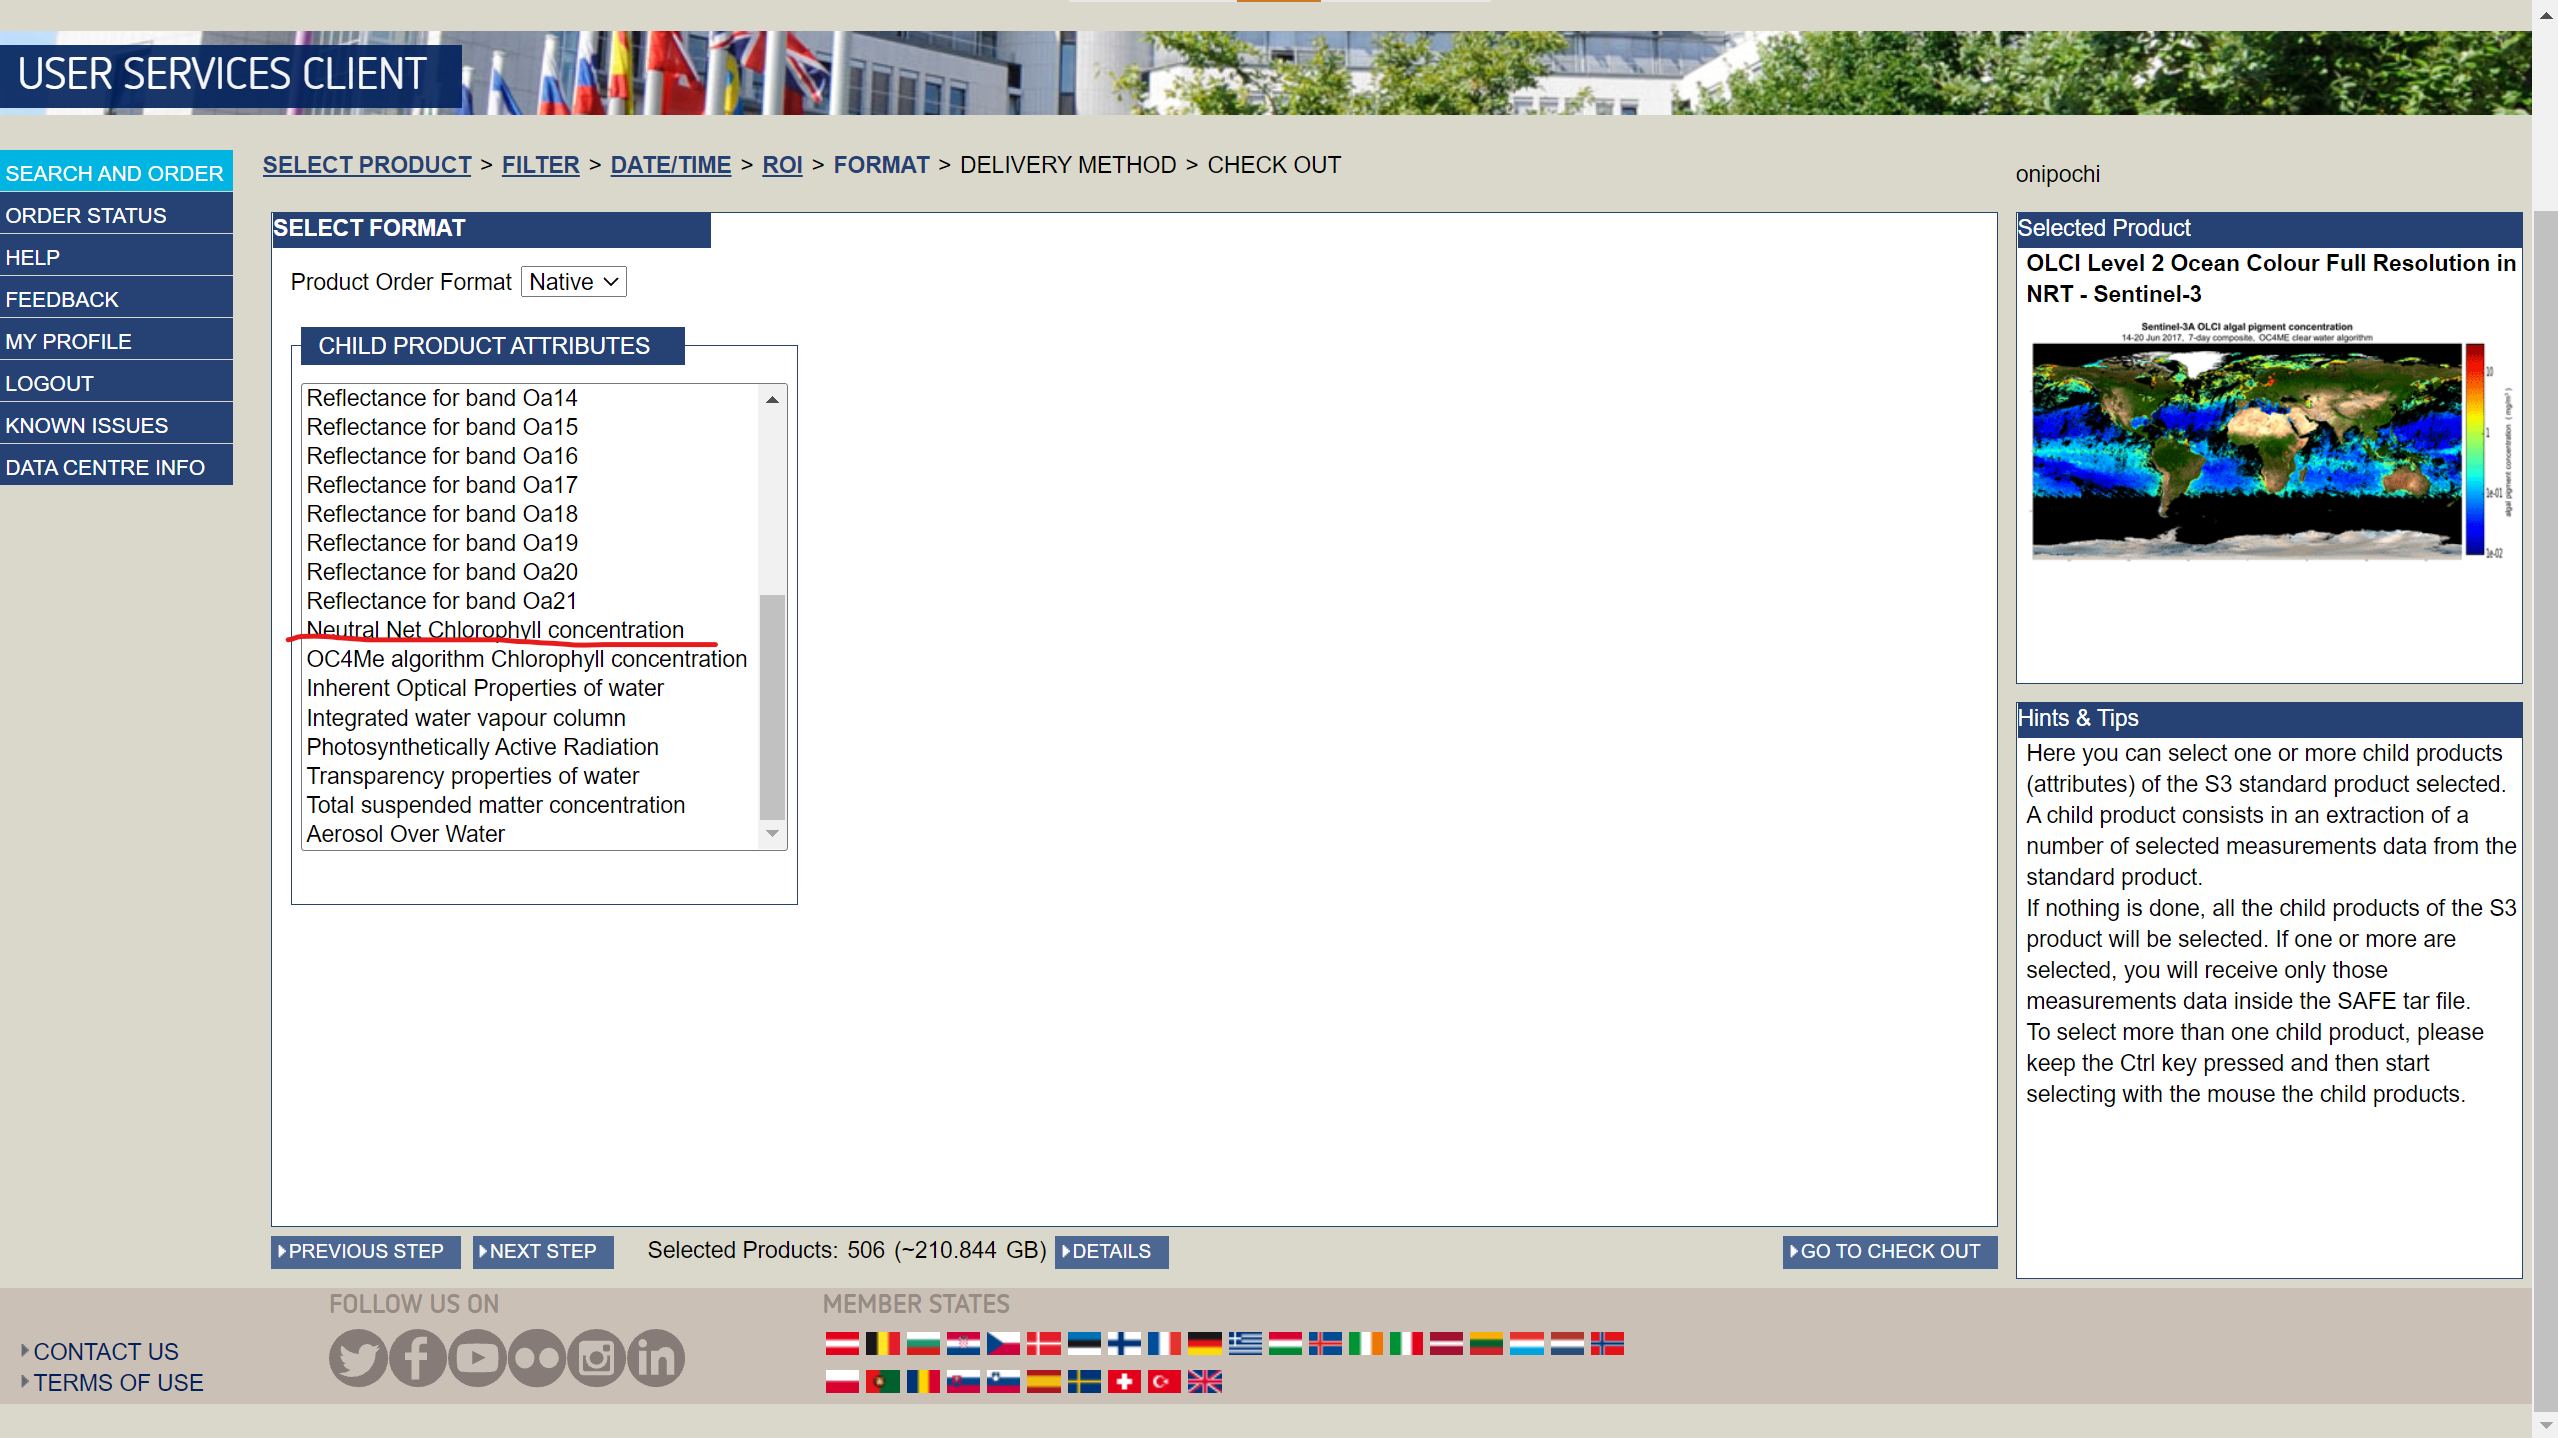 USER SERVICES CLIENT
SEARCH AND ORDER
ORDER STATUS
HELP
FEEDBACK
MY PROFILE
LOGOUT
KNOWN ISSUES
DATA CENTRE INFO
SELECT PRODUCT > FILTER > DATE/TIME > ROI > FORMAT > DELIVERY METHOD > CHECK OUT
SELECT FORMAT
Product Order Format Native
CHILD PRODUCT ATTRIBUTES
Reflectance for band Oa14
Reflectance for band Oa15
Reflectance for band Oa16
Reflectance for band Oa17
Reflectance for band Oa18
Reflectance for band Oa19
Reflectance for band Oa20
Reflectance for band Oa21
Neutral Net Chlorophyll concentration
OC4Me algorithm Chlorophyll concentration
Inherent Optical Properties of water
Integrated water vapour column
Photosynthetically Active Radiation
Transparency properties of water
Total suspended matter concentration
Aerosol Over Water
onipochi
Selected Product
OLCI Level 2 Ocean Colour Full Resolution in
NRT - Sentinel-3
Sentinel-3A OLCI algal pigment concentration
14-20 Jun 2017, 7-day composite, OC4ME clear water algorithm
10
1
1e-01
1e-02
algal pigment concentration ( mg/m³ )
Hints & Tips
Here you can select one or more child products
(attributes) of the S3 standard product selected.
A child product consists in an extraction of a
number of selected measurements data from the
standard product.
If nothing is done, all the child products of the S3
product will be selected. If one or more are
selected, you will receive only those
measurements data inside the SAFE tar file.
To select more than one child product, please
keep the Ctrl key pressed and then start
selecting with the mouse the child products.
PREVIOUS STEP
NEXT STEP
Selected Products: 506 (~210.844 GB)
DETAILS
GO TO CHECK OUT
CONTACT US
TERMS OF USE
FOLLOW US ON
MEMBER STATES